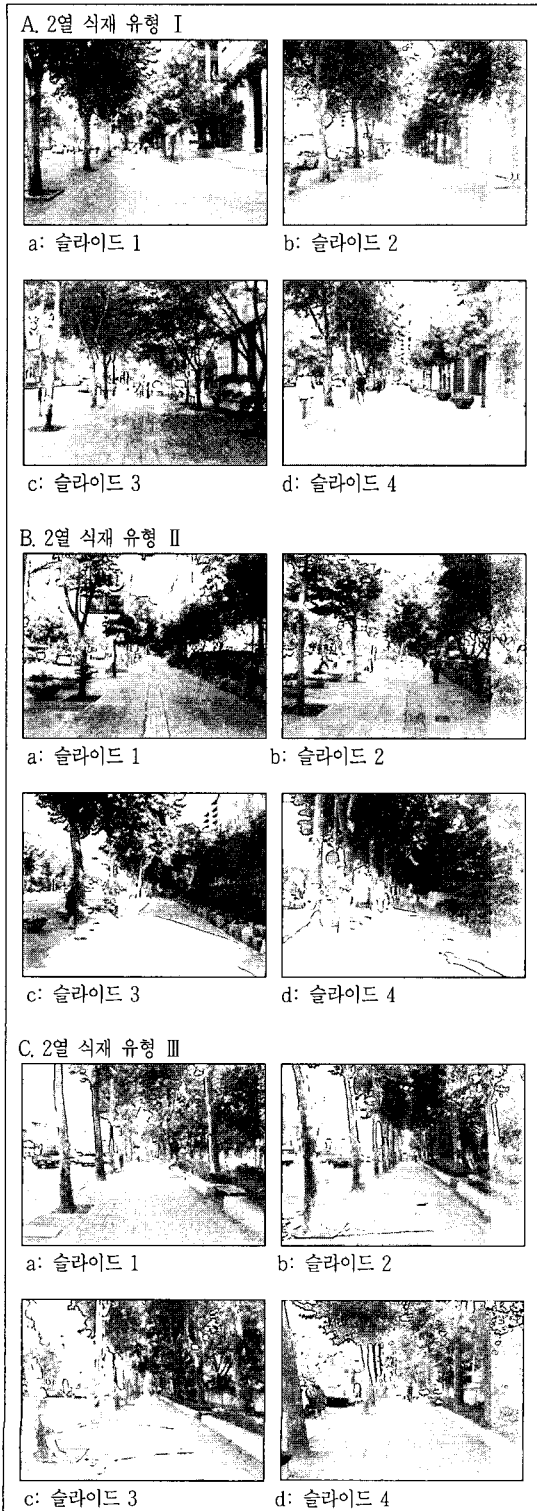 A. 2열 식재 유형 Ⅰ
a: 슬라이드 1
b: 슬라이드 2
c: 슬라이드 3
d: 슬라이드 4
B. 2열 식재 유형 Ⅱ
a: 슬라이드 1
b: 슬라이드 2
c: 슬라이드 3
d: 슬라이드 4
C. 2열 식재 유형 Ⅲ
a: 슬라이드 1
b: 슬라이드 2
c: 슬라이드 3
d: 슬라이드 4